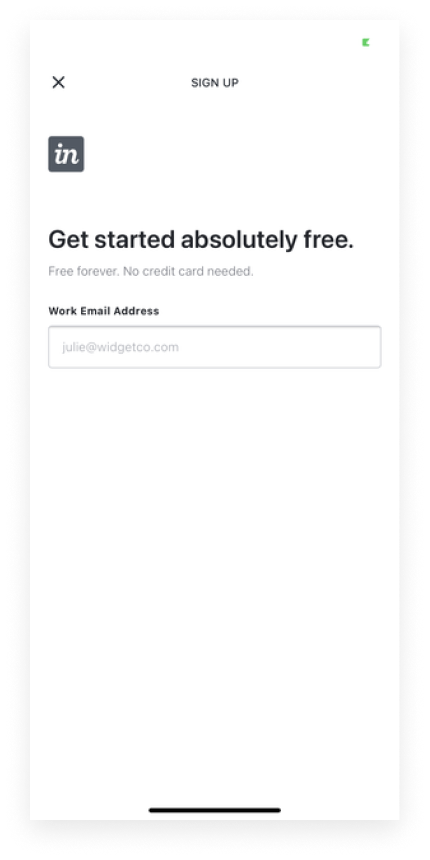 SIGN UP
in
Get started absolutely free.
Free forever. No credit card needed.
Work Email Address
julie@widgetco.com